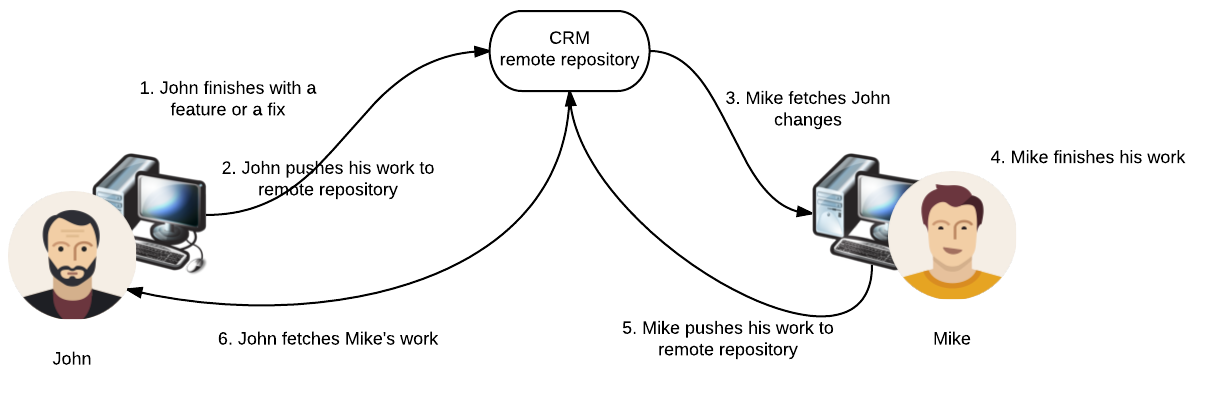 CRM
remote repository
1. John finishes with a
feature or a fix
2. John pushes his work to
remote repository
3. Mike fetches John
changes
4. Mike finishes his work
5. Mike pushes his work to
remote repository
6. John fetches Mike's work
John
Mike